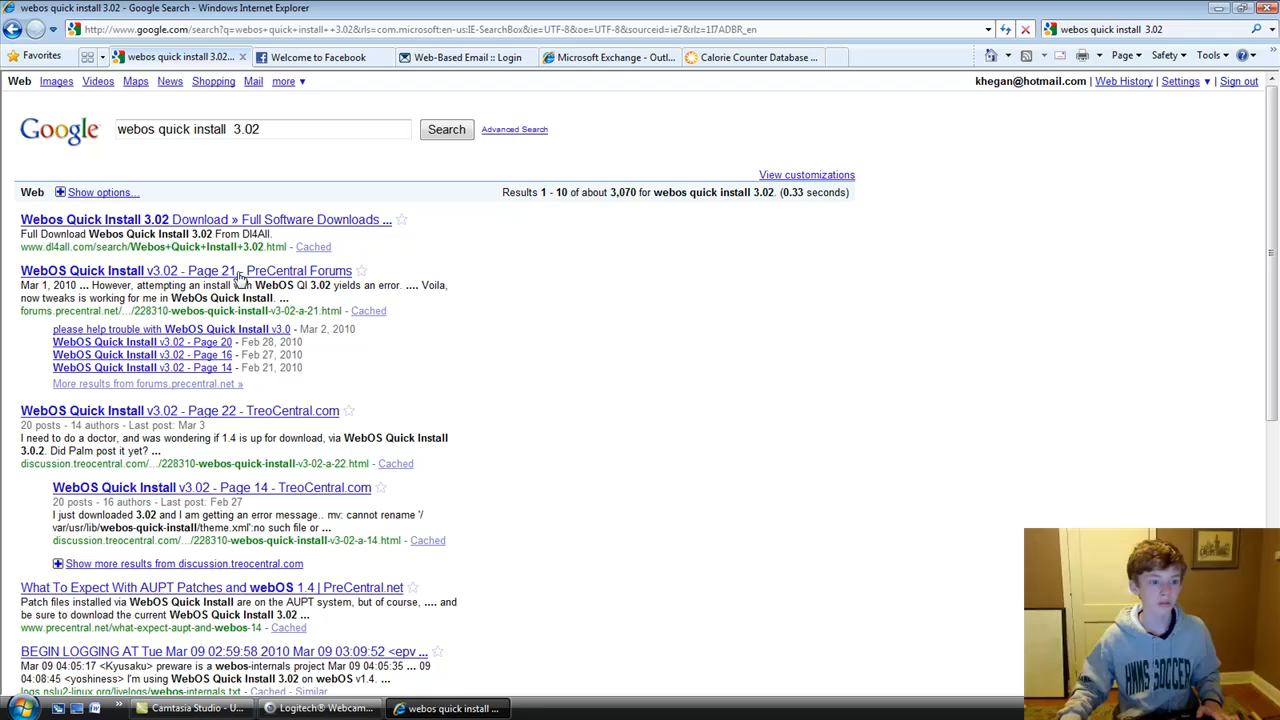 webos quick install 3.02 - Google Search - Windows Internet Explorer
http://www.google.com/search?q=webos+quick+install++3.02&rls=com.microsoft:en-us:IE-SearchBox&ie=UTF-8&oe=UTF-8&sourceid=ie7&rlz=1I7ADBR_en
webos quick install 3.02
Favorites
webos quick install 3.02...
Welcome to Facebook
Web-Based Email :: Login
Microsoft Exchange - Outl...
Calorie Counter Database ...
Page
Safety
Tools
Web Images Videos Maps News Shopping Mail more
khegan@hotmail.com | Web History | Settings | Sign out
Google
webos quick install 3.02
Search
Advanced Search
View customizations
Web Show options...
Results 1 - 10 of about 3,070 for webos quick install 3.02. (0.33 seconds)
Webos Quick Install 3.02 Download » Full Software Downloads ...
Full Download Webos Quick Install 3.02 From Dl4All.
www.dl4all.com/search/Webos+Quick+Install+3.02.html - Cached
WebOS Quick Install v3.02 - Page 21 - PreCentral Forums
Mar 1, 2010 ... However, attempting an install with WebOS QI 3.02 yields an error. .... Voila,
now tweaks is working for me in WebOs Quick Install. ...
forums.precentral.net/.../228310-webos-quick-install-v3-02-a-21.html - Cached
please help trouble with WebOS Quick Install v3.0 - Mar 2, 2010
WebOS Quick Install v3.02 - Page 20 - Feb 28, 2010
WebOS Quick Install v3.02 - Page 16 - Feb 27, 2010
WebOS Quick Install v3.02 - Page 14 - Feb 21, 2010
More results from forums.precentral.net »
WebOS Quick Install v3.02 - Page 22 - TreoCentral.com
20 posts - 14 authors - Last post: Mar 3
I need to do a doctor, and was wondering if 1.4 is up for download, via WebOS Quick Install
3.0.2. Did Palm post it yet? ...
discussion.treocentral.com/.../228310-webos-quick-install-v3-02-a-22.html - Cached
WebOS Quick Install v3.02 - Page 14 - TreoCentral.com
20 posts - 16 authors - Last post: Feb 27
I just downloaded 3.02 and I am getting an error message.. mv: cannot rename '/
var/usr/lib/webos-quick-install/theme.xml':no such file or ...
discussion.treocentral.com/.../228310-webos-quick-install-v3-02-a-14.html - Cached
Show more results from discussion.treocentral.com
What To Expect With AUPT Patches and webOS 1.4 | PreCentral.net
Patch files installed via WebOS Quick Install are on the AUPT system, but of course, .... and
be sure to download the current WebOS Quick Install 3.02 ...
www.precentral.net/what-expect-aupt-and-webos-14 - Cached
BEGIN LOGGING AT Tue Mar 09 02:59:58 2010 Mar 09 03:09:52 <epv ...
Mar 09 04:05:17 <Kyusaku> preware is a webos-internals project Mar 09 04:05:35 ... 09
04:08:45 <yoshiness> I'm using WebOS Quick Install 3.02 on webOS v1.4. ...
logs.nslu2-linux.org/livelogs/webos-internals.txt - Cached - Similar
HHNS SOCCER
Camtasia Studio - U...
Logitech® Webcam...
webos quick install ...